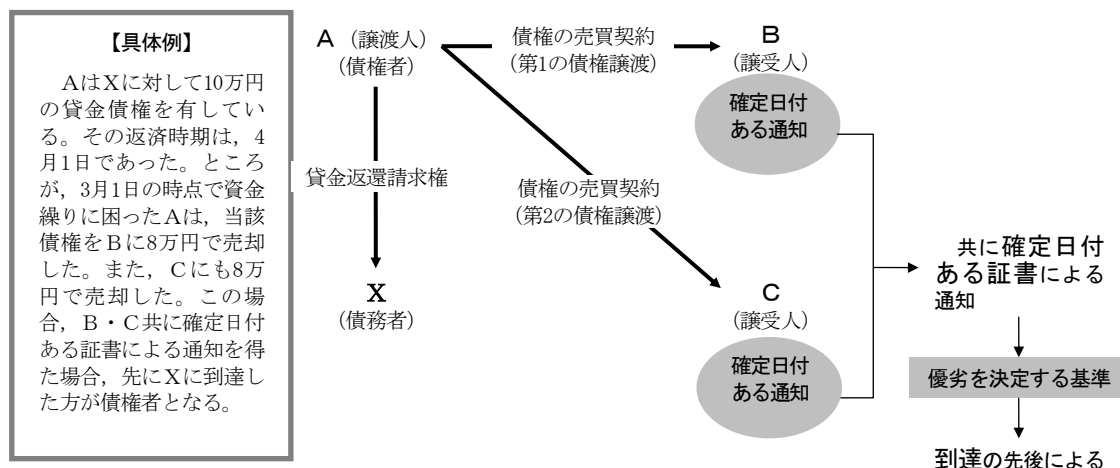 【具体例】
AはXに対して10万円
の貸金債権を有してい
る。その返済時期は，4
月1日であった。ところ
が，3月1日の時点で資金
繰りに困ったAは，当該
債権をBに8万円で売却
した。また，Cにも8万
円で売却した。この場
合，B・C共に確定日付
ある証書による通知を得
た場合，先にXに到達し
た方が債権者となる。
A（譲渡人）
（債権者）
債権の売買契約
（第1の債権譲渡）
B
（譲受人）
確定日付
ある通知
貸金返還請求権
債権の売買契約
（第2の債権譲渡）
X
（債務者）
C
（譲受人）
確定日付
ある通知
共に確定日付
ある証書による
通知
優劣を決定する基準
到達の先後による